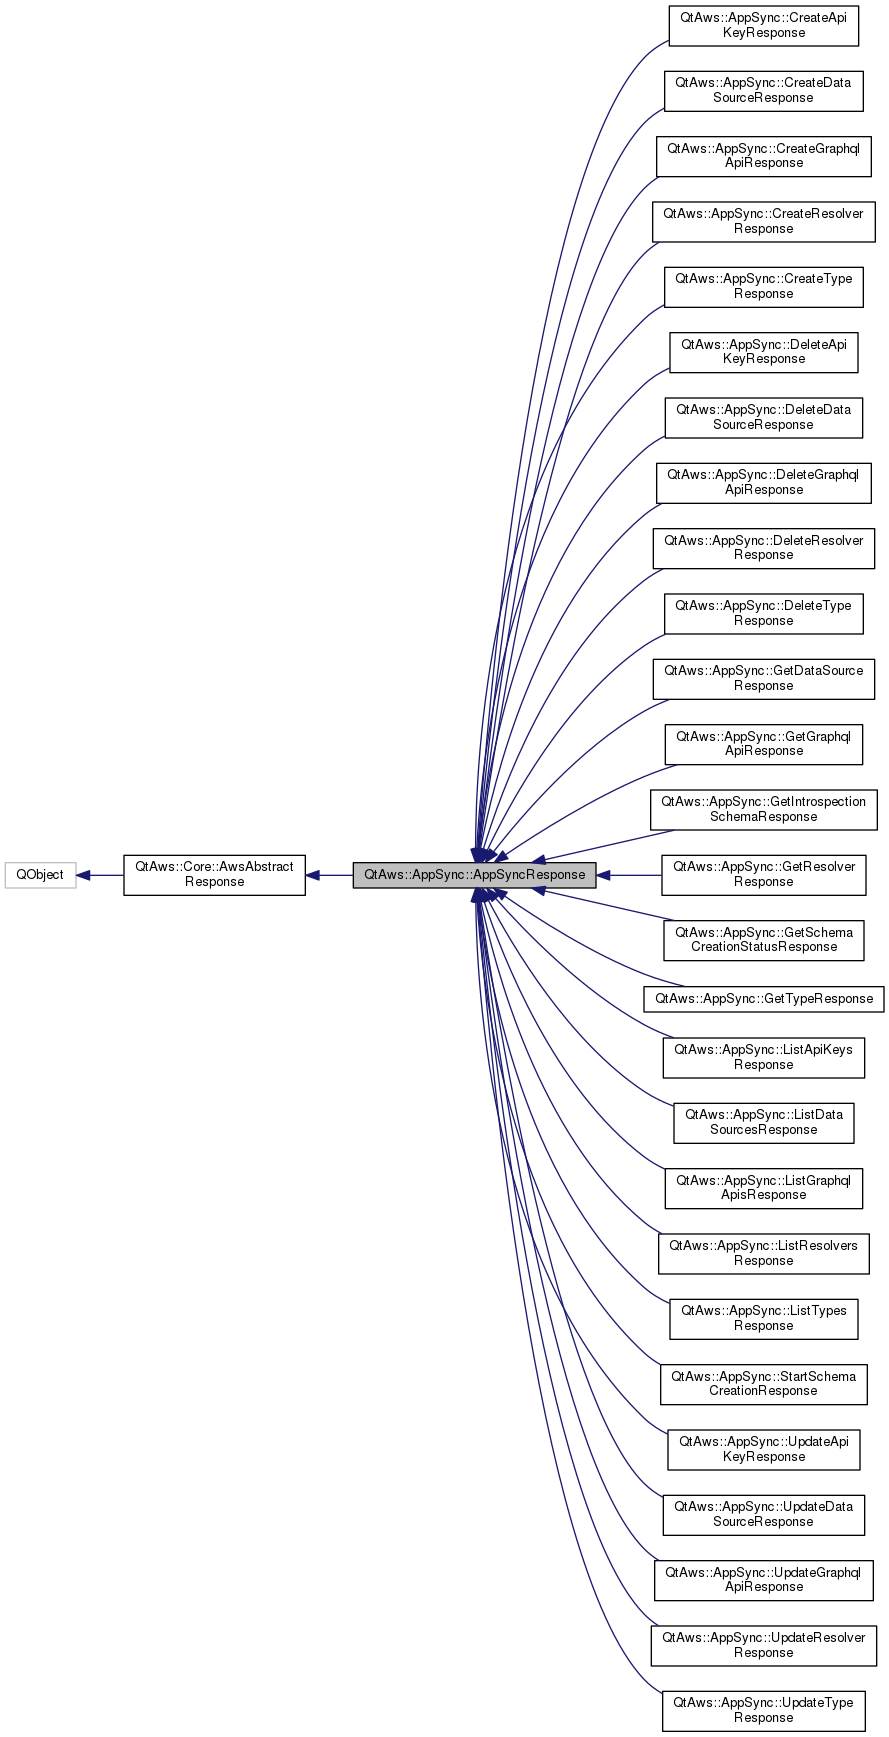 QtAws::AppSync::CreateApi
KeyResponse
QtAws::AppSync::CreateData
SourceResponse
QtAws::AppSync::CreateGraphql
ApiResponse
QtAws::AppSync::CreateResolver
Response
QtAws::AppSync::CreateType
Response
QtAws::AppSync::DeleteApi
KeyResponse
QtAws::AppSync::DeleteData
SourceResponse
QtAws::AppSync::DeleteGraphql
ApiResponse
QtAws::AppSync::DeleteResolver
Response
QtAws::AppSync::DeleteType
Response
QtAws::AppSync::GetDataSource
Response
QtAws::AppSync::GetGraphql
ApiResponse
QtAws::AppSync::GetIntrospection
SchemaResponse
QObject
QtAws::Core::AwsAbstract
Response
QtAws::AppSync::AppSyncResponse
QtAws::AppSync::GetResolver
Response
QtAws::AppSync::GetSchema
CreationStatusResponse
QtAws::AppSync::GetTypeResponse
QtAws::AppSync::ListApiKeys
Response
QtAws::AppSync::ListData
SourcesResponse
QtAws::AppSync::ListGraphql
ApisResponse
QtAws::AppSync::ListResolvers
Response
QtAws::AppSync::ListTypes
Response
QtAws::AppSync::StartSchema
CreationResponse
QtAws::AppSync::UpdateApi
KeyResponse
QtAws::AppSync::UpdateData
SourceResponse
QtAws::AppSync::UpdateGraphql
ApiResponse
QtAws::AppSync::UpdateResolver
Response
QtAws::AppSync::UpdateType
Response